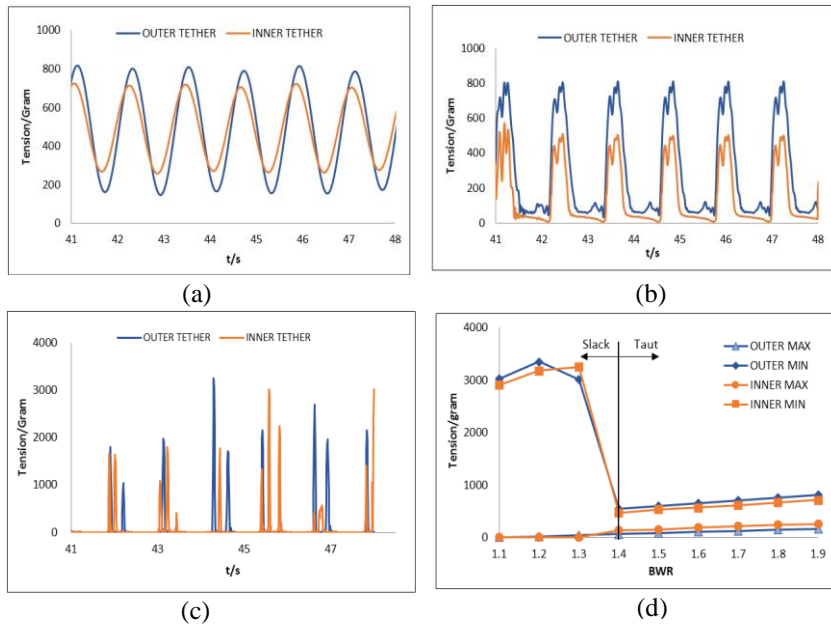 OUTER TETHER INNER TETHER
1000
800
600
400
200
0
Tension/Gram
41 42 43 44 45 46 47 48
t/s
(a)
OUTER TETHER INNER TETHER
1000
800
600
400
200
0
Tension/Gram
41 42 43 44 45 46 47 48
t/s
(b)
OUTER TETHER INNER TETHER
4000
3000
2000
1000
0
Tension/Gram
41 43 45 47
t/s
(c)
4000
3000
2000
1000
0
Tension/gram
Slack Taut
OUTER MAX
OUTER MIN
INNER MAX
INNER MIN
1.1 1.2 1.3 1.4 1.5 1.6 1.7 1.8 1.9
BWR
(d)